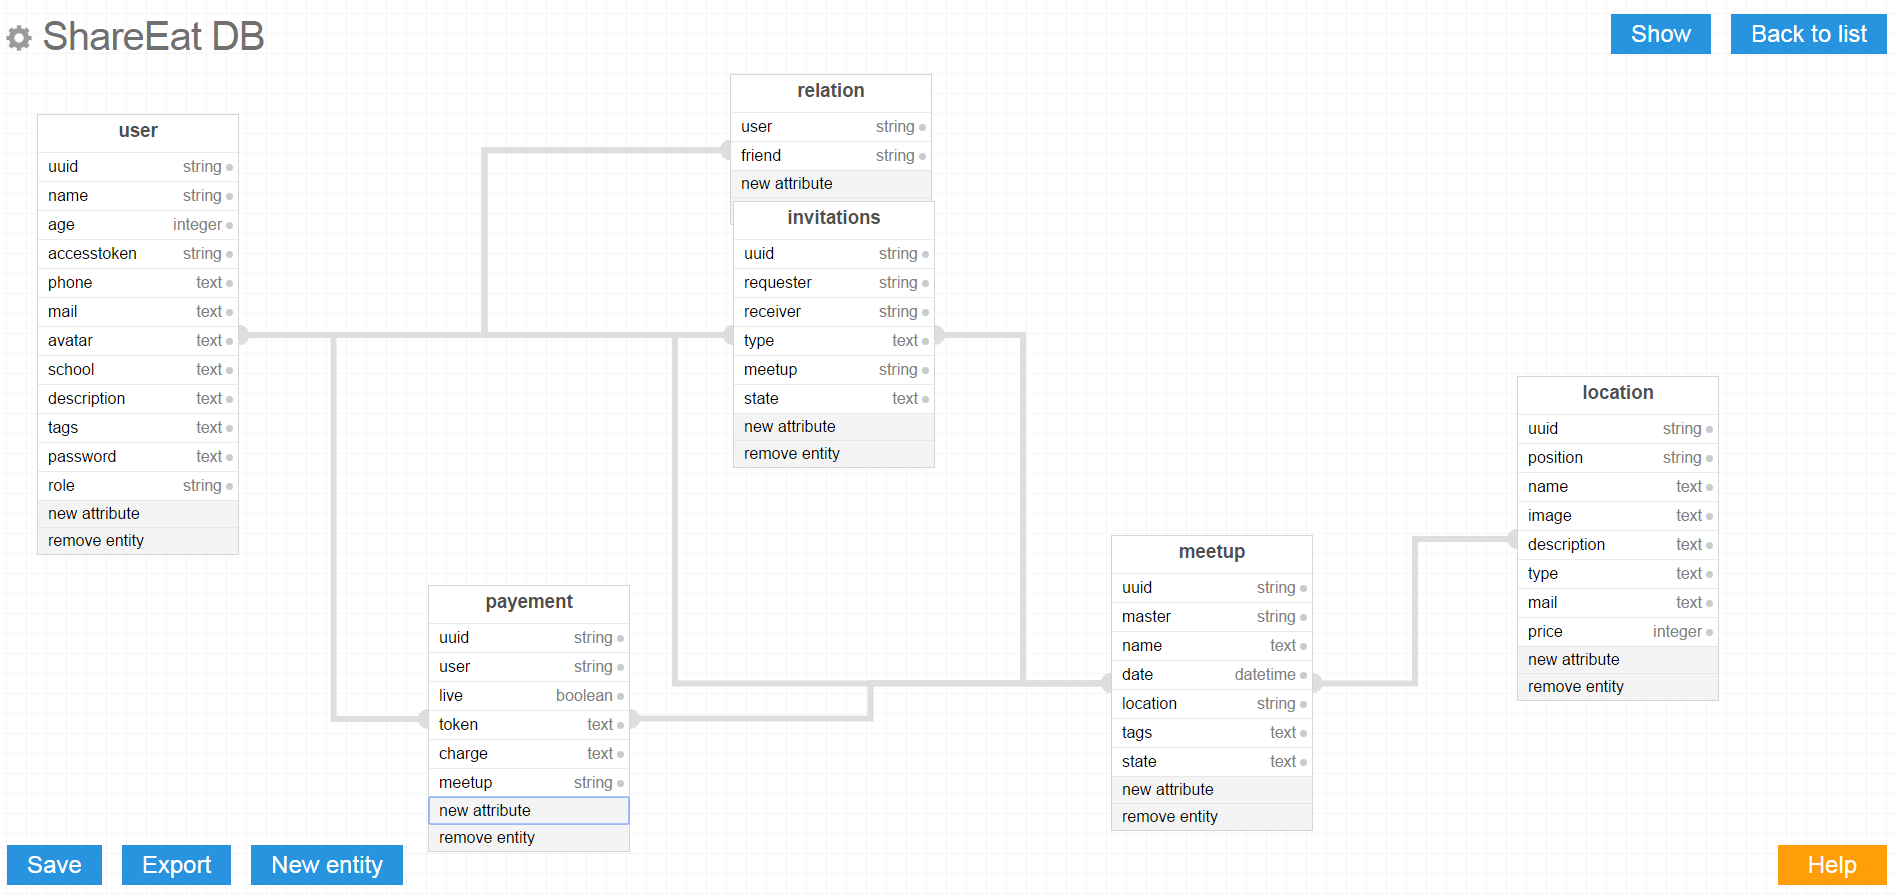 ShareEat DB
Show
Back to list
relation
user string
friend string
new attribute
user
uuid string
name string
age integer
accesstoken string
phone text
mail text
avatar text
school text
description text
tags text
password text
role string
new attribute
remove entity
invitations
uuid string
requester string
receiver string
type text
meetup string
state text
new attribute
remove entity
location
uuid string
position string
name text
image text
description text
type text
mail text
price integer
new attribute
remove entity
meetup
uuid string
master string
name text
date datetime
location string
tags text
state text
new attribute
remove entity
payement
uuid string
user string
live boolean
token text
charge text
meetup string
new attribute
remove entity
Save
Export
New entity
Help